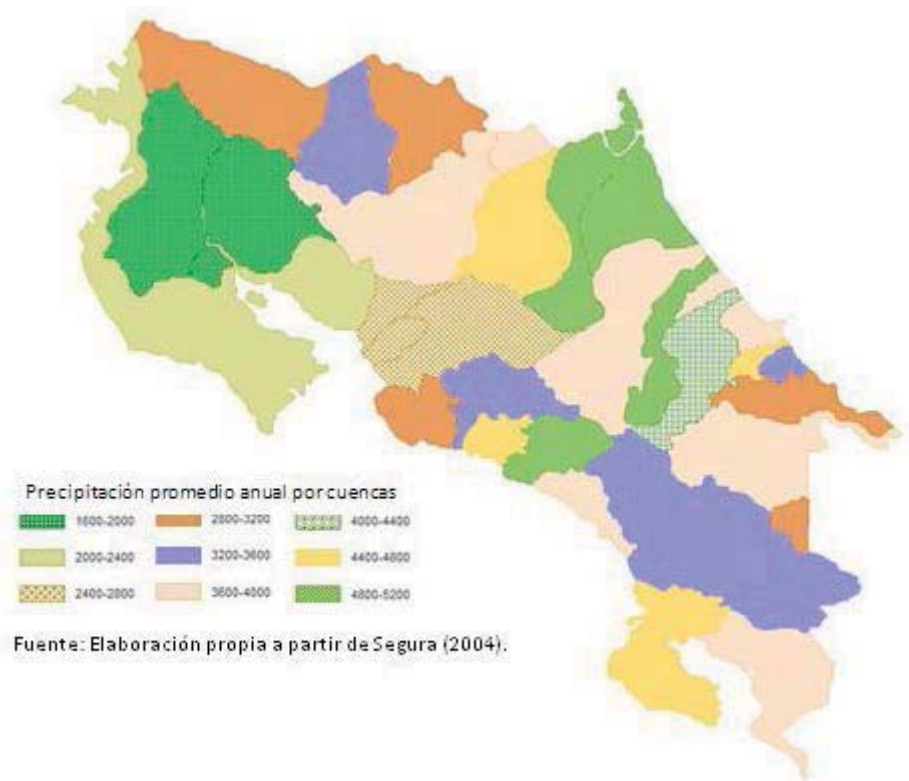 Precipitación promedio anual por cuencas
1600-2000 2800-3200 4000-4400
2000-2400 3200-3600 4400-4800
2400-2800 3600-4000 4800-5200
Fuente: Elaboración propia a partir de Segura (2004).